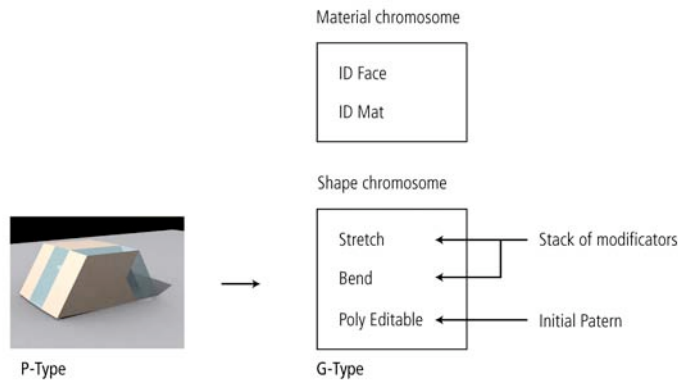 Material chromosome
ID Face
ID Mat
Shape chromosome
Stretch
Stack of modificators
Bend
Poly Editable
Initial Patern
P-Type
G-Type